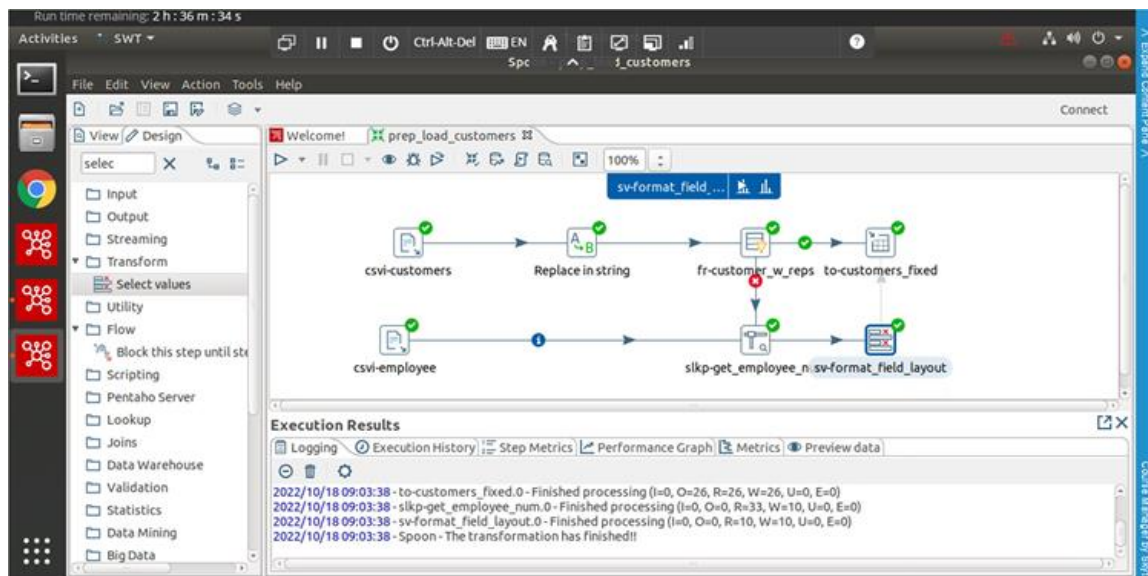 Run time remaining: 2 h : 36 m : 34 s
Activities SWT
Ctrl-Alt-Del EN
Spc _customers
File Edit View Action Tools Help
Connect
View Design
Welcome! prep_load_customers
selec
100%
sv-format_field_...
Input
Output
Streaming
Transform
Select values
Utility
Flow
Block this step until ste
Scripting
Pentaho Server
Lookup
Joins
Data Warehouse
Validation
Statistics
Data Mining
Big Data
csvi-customers
Replace in string
fr-customer_w_reps
to-customers_fixed
csvi-employee
slkp-get_employee_n
sv-format_field_layout
Execution Results
Logging Execution History Step Metrics Performance Graph Metrics Preview data
2022/10/18 09:03:38 - to-customers_fixed.0 - Finished processing (I=0, O=26, R=26, W=26, U=0, E=0)
2022/10/18 09:03:38 - slkp-get_employee_num.0 - Finished processing (I=0, O=0, R=33, W=10, U=0, E=0)
2022/10/18 09:03:38 - sv-format_field_layout.0 - Finished processing (I=0, O=0, R=10, W=10, U=0, E=0)
2022/10/18 09:03:38 - Spoon - The transformation has finished!!